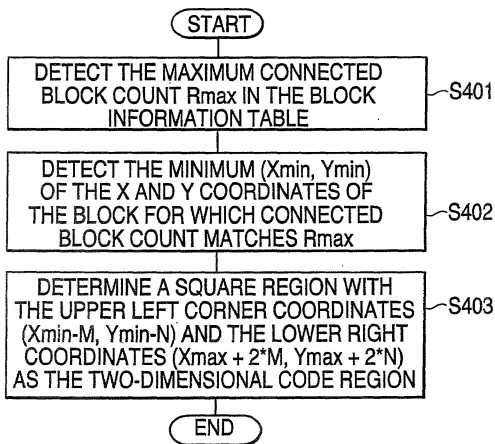 START
DETECT THE MAXIMUM CONNECTED
BLOCK COUNT Rmax IN THE BLOCK
INFORMATION TABLE
S401
DETECT THE MINIMUM (Xmin, Ymin)
OF THE X AND Y COORDINATES OF
THE BLOCK FOR WHICH CONNECTED
BLOCK COUNT MATCHES Rmax
S402
DETERMINE A SQUARE REGION WITH
THE UPPER LEFT CORNER COORDINATES
(Xmin-M, Ymin-N) AND THE LOWER RIGHT
COORDINATES (Xmax + 2*M, Ymax + 2*N)
AS THE TWO-DIMENSIONAL CODE REGION
S403
END